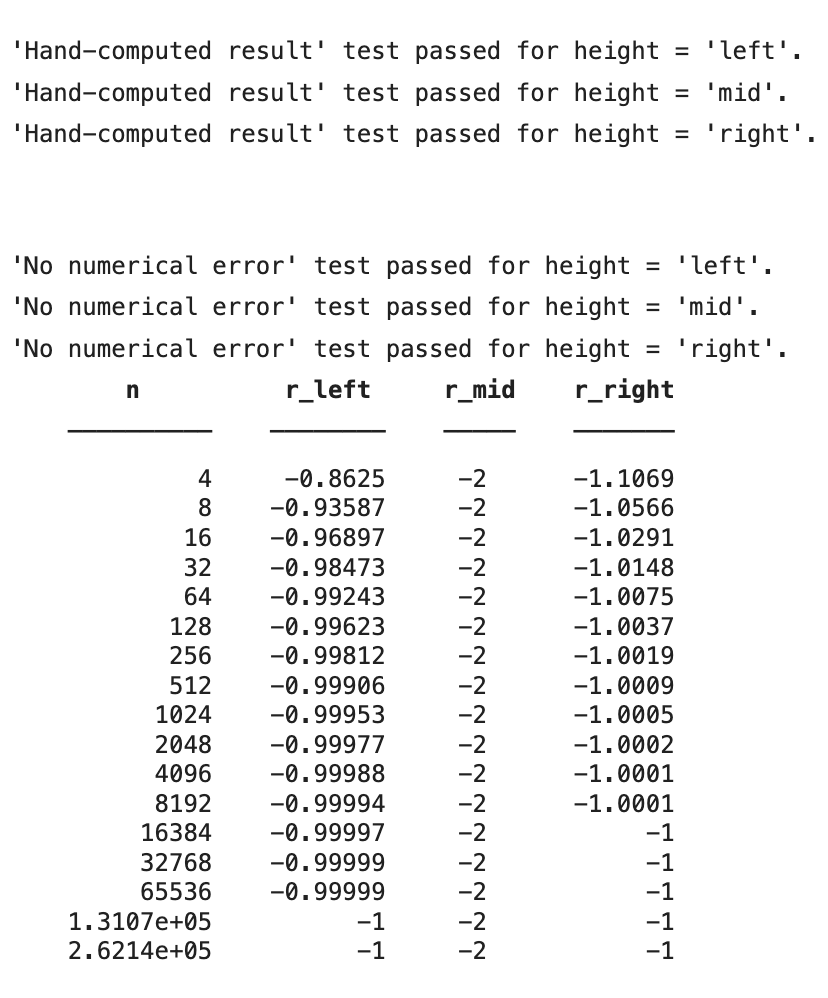 'Hand-computed result' test passed for height = 'left'.
'Hand-computed result' test passed for height = 'mid'.
'Hand-computed result' test passed for height = 'right'.
'No numerical error' test passed for height = 'left'.
'No numerical error' test passed for height = 'mid'.
'No numerical error' test passed for height = 'right'.
n r_left r_mid r_right
4 -0.8625 -2 -1.1069
8 -0.93587 -2 -1.0566
16 -0.96897 -2 -1.0291
32 -0.98473 -2 -1.0148
64 -0.99243 -2 -1.0075
128 -0.99623 -2 -1.0037
256 -0.99812 -2 -1.0019
512 -0.99906 -2 -1.0009
1024 -0.99953 -2 -1.0005
2048 -0.99977 -2 -1.0002
4096 -0.99988 -2 -1.0001
8192 -0.99994 -2 -1.0001
16384 -0.99997 -2 -1
32768 -0.99999 -2 -1
65536 -0.99999 -2 -1
1.3107e+05 -1 -2 -1
2.6214e+05 -1 -2 -1